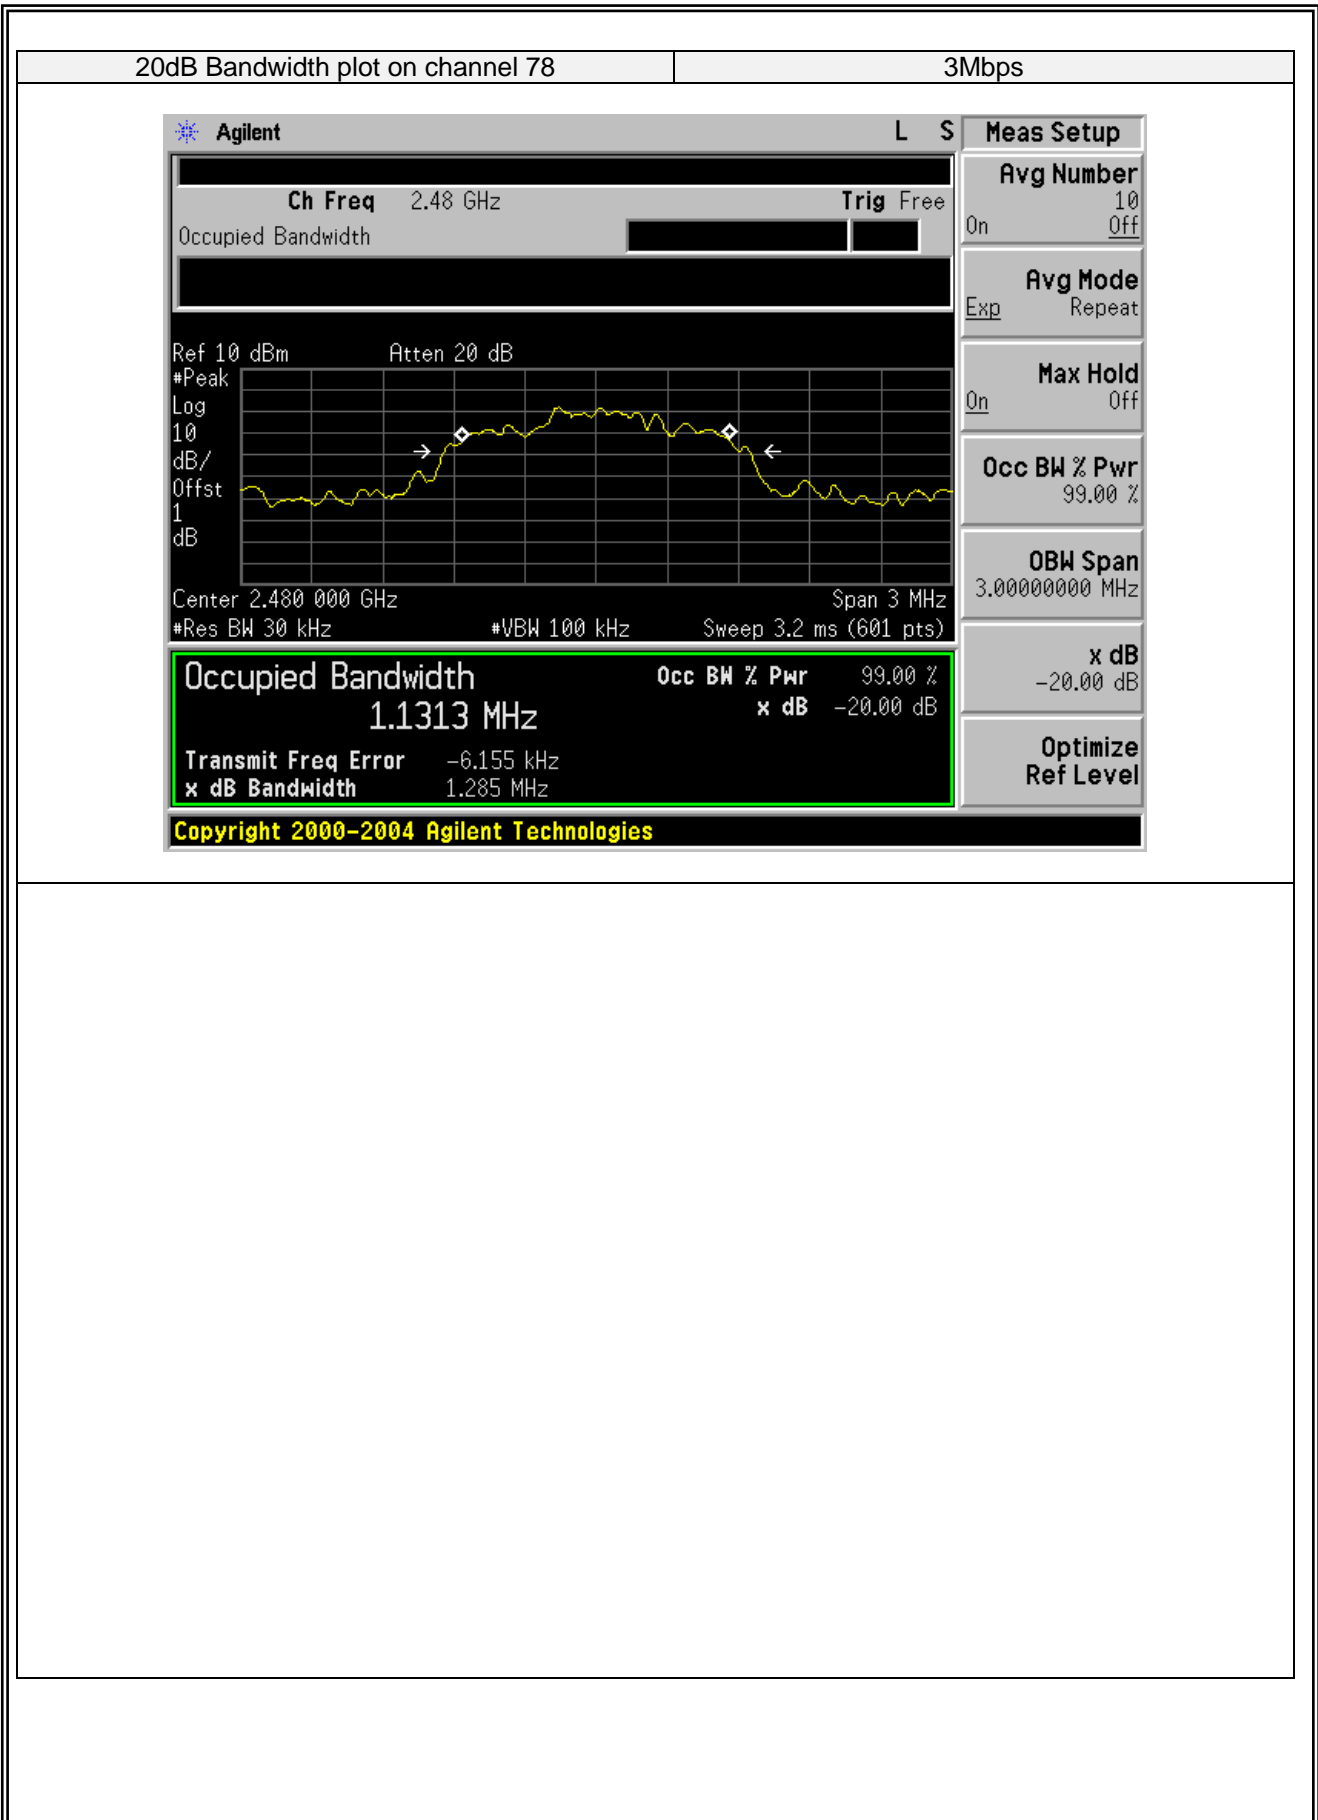 20dB Bandwidth plot on channel 78 3Mbps
Agilent L S Meas Setup
Ch Freq 2.48 GHz Trig Free
Occupied Bandwidth
Avg Number
10
On Off
Avg Mode
Exp Repeat
Max Hold
On Off
Occ BW % Pwr
99.00 %
OBW Span
3.00000000 MHz
x dB
-20.00 dB
Optimize
Ref Level
Ref 10 dBm Atten 20 dB
#Peak
Log
10
dB/
Offst
1
dB
Center 2.480 000 GHz Span 3 MHz
#Res BW 30 kHz #VBW 100 kHz Sweep 3.2 ms (601 pts)
Occupied Bandwidth Occ BW % Pwr 99.00 %
1.1313 MHz x dB -20.00 dB
Transmit Freq Error -6.155 kHz
x dB Bandwidth 1.285 MHz
Copyright 2000-2004 Agilent Technologies